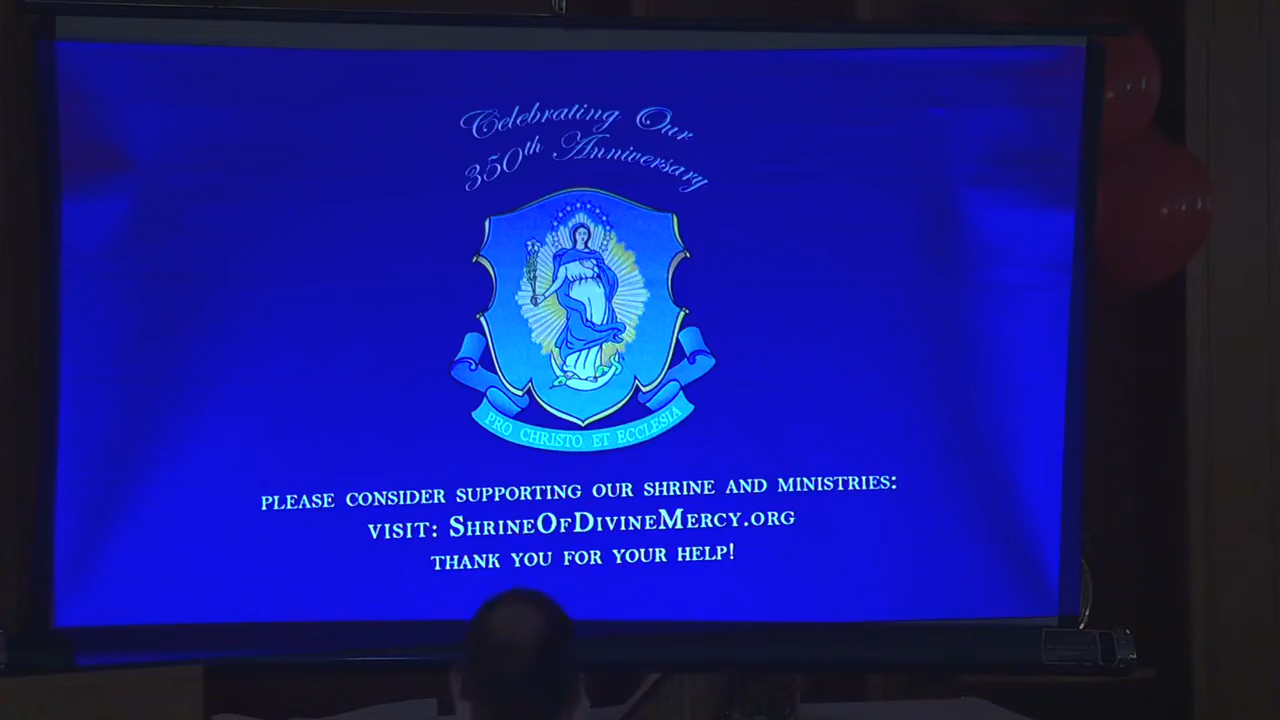 Celebrating Our
350th Anniversary
PRO CHRISTO ET ECCLESIA
PLEASE CONSIDER SUPPORTING OUR SHRINE AND MINISTRIES:
VISIT: SHRINEOFDIVINEMERCY.ORG
THANK YOU FOR YOUR HELP!